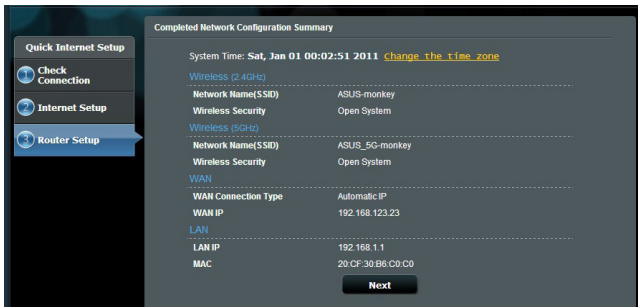 Completed Network Configuration Summary
Quick Internet Setup
1 Check Connection
2 Internet Setup
3 Router Setup
System Time: Sat, Jan 01 00:02:51 2011 Change the time zone
Wireless (2.4GHz)
Network Name(SSID) ASUS-monkey
Wireless Security Open System
Wireless (5GHz)
Network Name(SSID) ASUS_5G-monkey
Wireless Security Open System
WAN
WAN Connection Type Automatic IP
WAN IP 192.168.123.23
LAN
LAN IP 192.168.1.1
MAC 20:CF:30:B6:C0:C0
Next